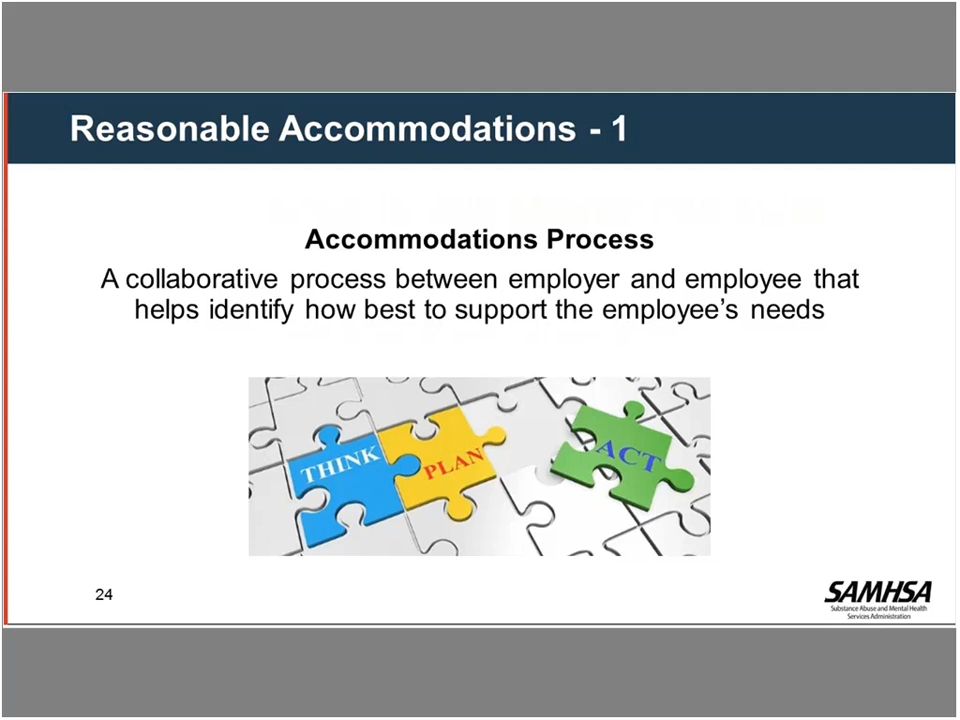 Reasonable Accommodations - 1
Accommodations Process
A collaborative process between employer and employee that
helps identify how best to support the employee’s needs
THINK
PLAN
ACT
24
SAMHSA
Substance Abuse and Mental Health
Services Administration